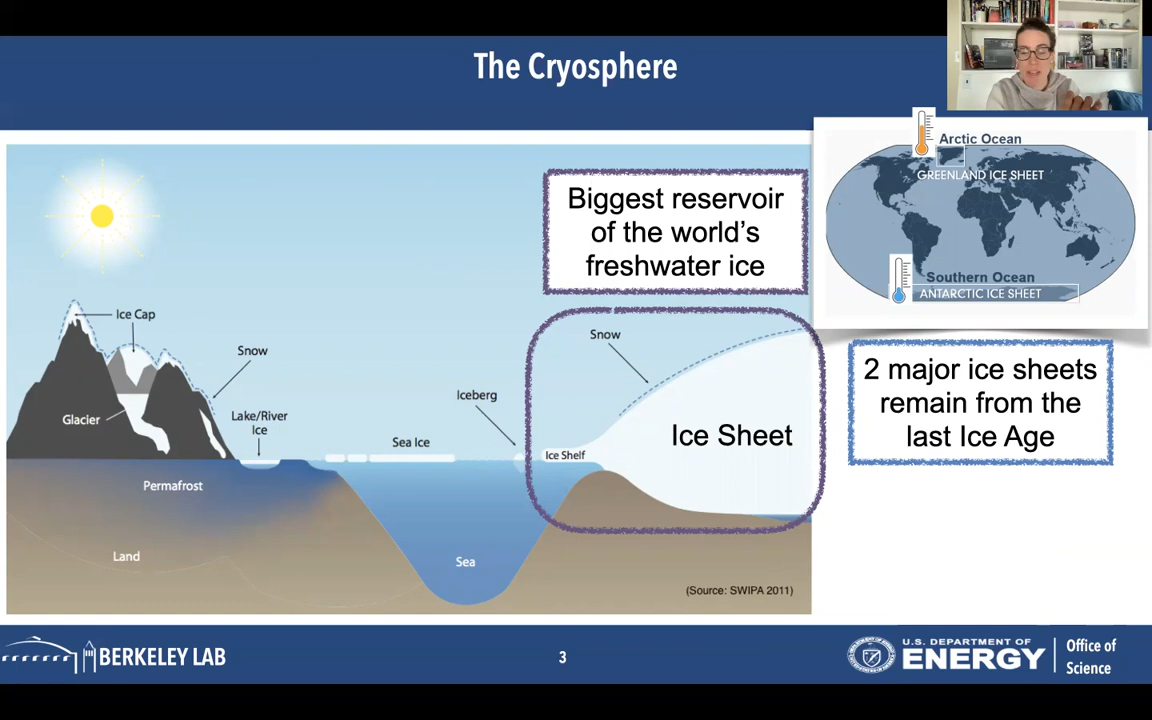 The Cryosphere
Biggest reservoir
of the world's
freshwater ice
Arctic Ocean
GREENLAND ICE SHEET
Southern Ocean
ANTARCTIC ICE SHEET
2 major ice sheets
remain from the
last Ice Age
Ice Cap
Snow
Glacier
Lake/River
Ice
Sea Ice
Iceberg
Snow
Ice Sheet
Ice Shelf
Permafrost
Land
Sea
(Source: SWIPA 2011)
BERKELEY LAB
3
U.S. DEPARTMENT OF
ENERGY
Office of
Science